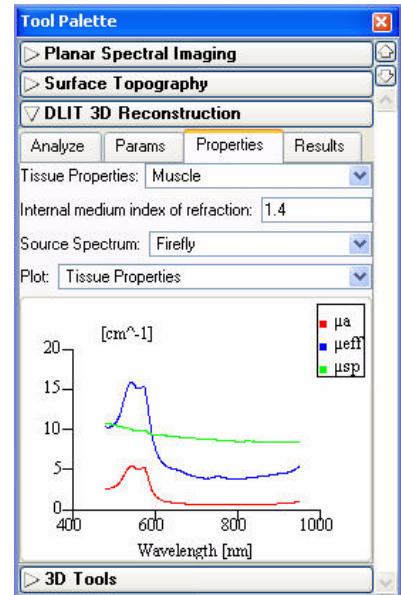 Tool Palette
Planar Spectral Imaging
Surface Topography
DLIT 3D Reconstruction
Analyze Params Properties Results
Tissue Properties: Muscle
Internal medium index of refraction: 1.4
Source Spectrum: Firefly
Plot: Tissue Properties
[cm^-1]
µa
µeff
µsp
20
15
10
5
0
400 600 800 1000
Wavelength [nm]
3D Tools